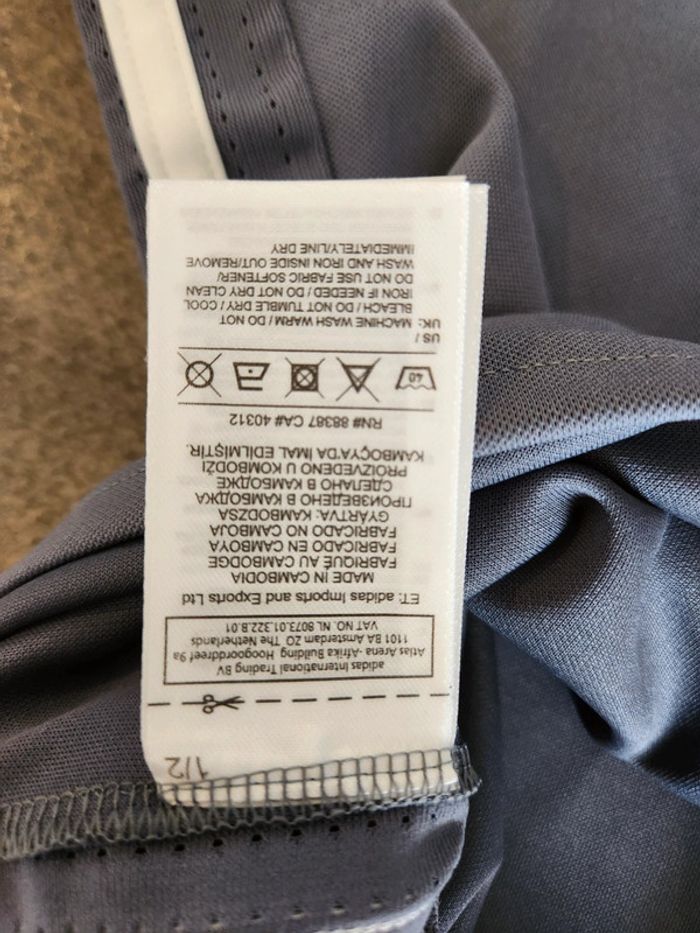 1/2
adidas International Trading BV
Atlas Arena -Afrika Building -Hoogoorddreef 9a
1101 BA Amsterdam ZO The Netherlands
VAT NO. NL 8073.01.322.B.01
ET: adidas Imports and Exports Ltd
MADE IN CAMBODIA
FABRIQUÉ AU CAMBODGE
FABRICADO EN CAMBOYA
FABRICADO NO CAMBOJA
GYÁRTVA: KAMBODZSA
ПРОИЗВЕДЕНО В КАМБОДЖА
СДЕЛАНО В КАМБОДЖЕ
PROIZVEDENO U KOMBODŽI
KAMBOÇYA'DA İMAL EDİLMİŞTİR.
RN# 88387 CA# 40312
40
US /
UK: MACHINE WASH WARM / DO NOT
BLEACH / DO NOT TUMBLE DRY / COOL
IRON IF NEEDED / DO NOT DRY CLEAN
DO NOT USE FABRIC SOFTENER/
WASH AND IRON INSIDE OUT/REMOVE
IMMEDIATELY/LINE DRY